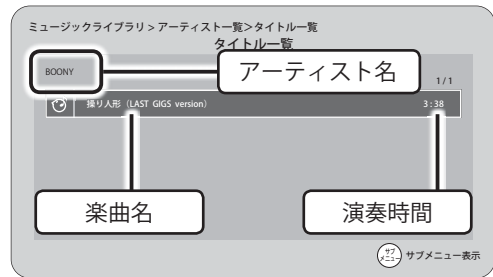 ミュージックライブラリ > アーティスト一覧>タイトル一覧
タイトル一覧
BOONY
アーティスト名
1/1
操り人形（LAST GIGS version）
3:38
楽曲名
演奏時間
サブメニュー
サブメニュー表示